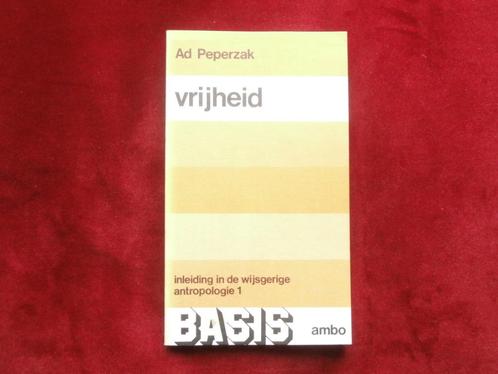 Ad Peperzak
vrijheid
inleiding in de wijsgerige
antropologie 1
BASIS
ambo